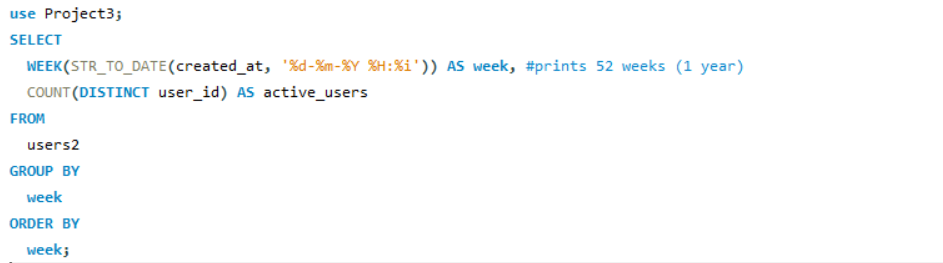 use Project3;
SELECT
WEEK(STR_TO_DATE(created_at, '%d-%m-%Y %H:%i')) AS week, #prints 52 weeks (1 year)
COUNT(DISTINCT user_id) AS active_users
FROM
users2
GROUP BY
week
ORDER BY
week;